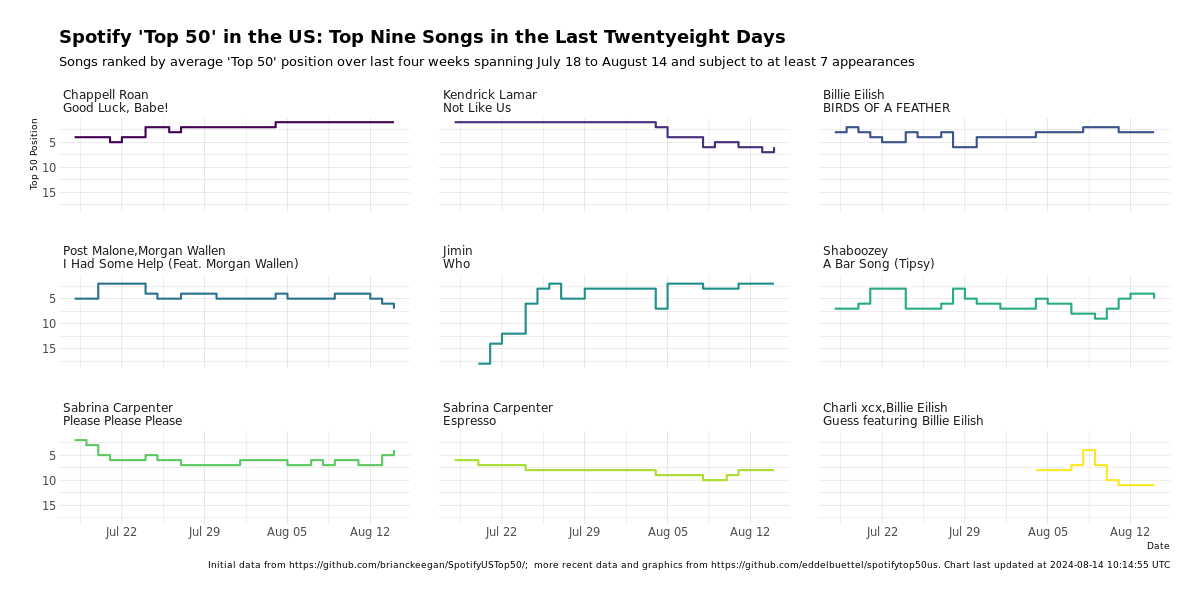 Spotify 'Top 50' in the US: Top Nine Songs in the Last Twentyeight Days
Songs ranked by average 'Top 50' position over last four weeks spanning July 18 to August 14 and subject to at least 7 appearances
Chappell Roan
Good Luck, Babe!
Kendrick Lamar
Not Like Us
Billie Eilish
BIRDS OF A FEATHER
Top 50 Position
5
10
15
Post Malone,Morgan Wallen
I Had Some Help (Feat. Morgan Wallen)
Jimin
Who
Shaboozey
A Bar Song (Tipsy)
5
10
15
Sabrina Carpenter
Please Please Please
Sabrina Carpenter
Espresso
Charli xcx,Billie Eilish
Guess featuring Billie Eilish
5
10
15
Jul 22 Jul 29 Aug 05 Aug 12 Jul 22 Jul 29 Aug 05 Aug 12 Jul 22 Jul 29 Aug 05 Aug 12
Date
Initial data from https://github.com/brianckeegan/SpotifyUSTop50/;  more recent data and graphics from https://github.com/eddelbuettel/spotifytop50us. Chart last updated at 2024-08-14 10:14:55 UTC